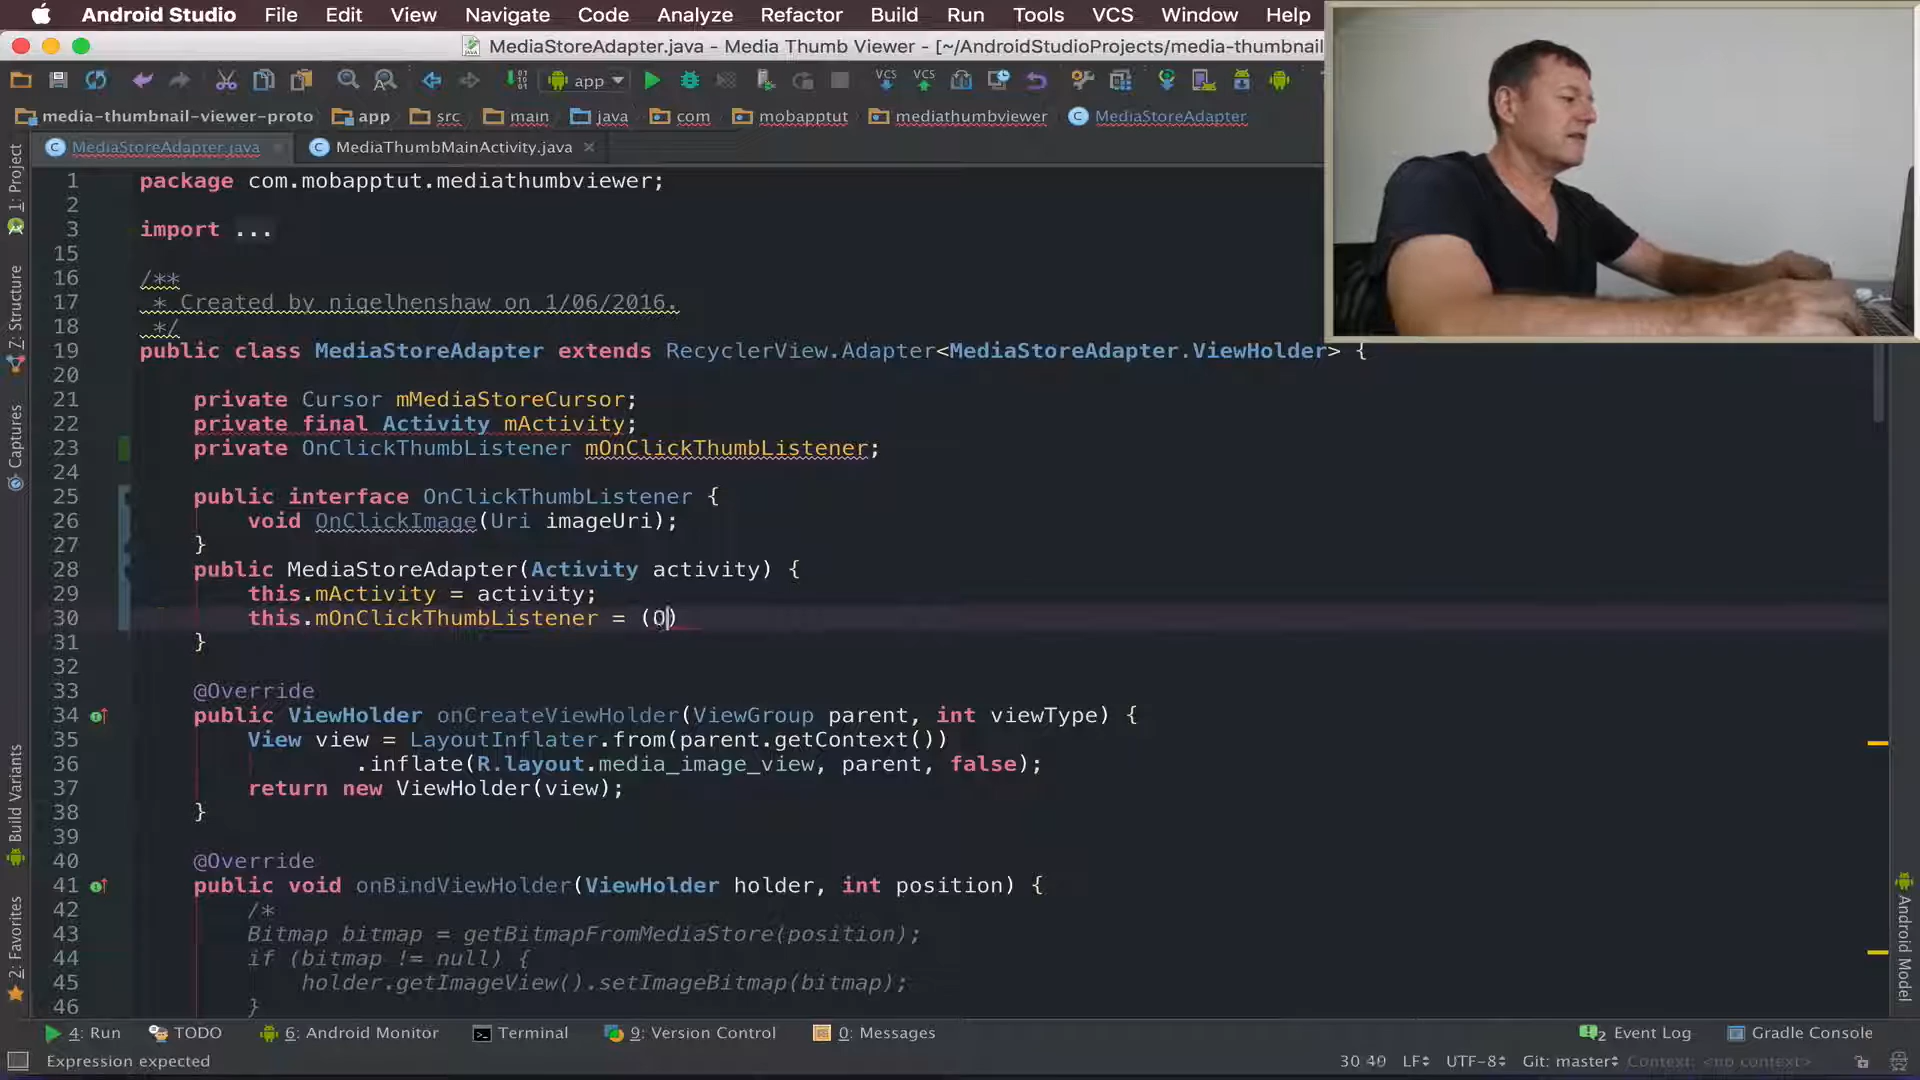 Android Studio File Edit View Navigate Code Analyze Refactor Build Run Tools VCS Window Help
MediaStoreAdapter.java - Media Thumb Viewer - [~/AndroidStudioProjects/media-thumbnail
app VCS VCS
media-thumbnail-viewer-proto app src main java com mobapptut mediathumbviewer MediaStoreAdapter
MediaStoreAdapter.java MediaThumbMainActivity.java
1 package com.mobapptut.mediathumbviewer;
2
3 import ...
15
16 /**
17 * Created by nigelhenshaw on 1/06/2016.
18 */
19 public class MediaStoreAdapter extends RecyclerView.Adapter<MediaStoreAdapter.ViewHolder> {
20
21 private Cursor mMediaStoreCursor;
22 private final Activity mActivity;
23 private OnClickThumbListener mOnClickThumbListener;
24
25 public interface OnClickThumbListener {
26 void OnClickImage(Uri imageUri);
27 }
28 public MediaStoreAdapter(Activity activity) {
29 this.mActivity = activity;
30 this.mOnClickThumbListener = (O)
31 }
32
33 @Override
34 public ViewHolder onCreateViewHolder(ViewGroup parent, int viewType) {
35 View view = LayoutInflater.from(parent.getContext())
36 .inflate(R.layout.media_image_view, parent, false);
37 return new ViewHolder(view);
38 }
39
40 @Override
41 public void onBindViewHolder(ViewHolder holder, int position) {
42 /*
43 Bitmap bitmap = getBitmapFromMediaStore(position);
44 if (bitmap != null) {
45 holder.getImageView().setImageBitmap(bitmap);
46 }
1: Project
7: Structure
Captures
Build Variants
2: Favorites
Android Model
4: Run TODO 6: Android Monitor Terminal 9: Version Control 0: Messages 2 Event Log Gradle Console
Expression expected 30:40 LF UTF-8 Git: master Context: <no context>